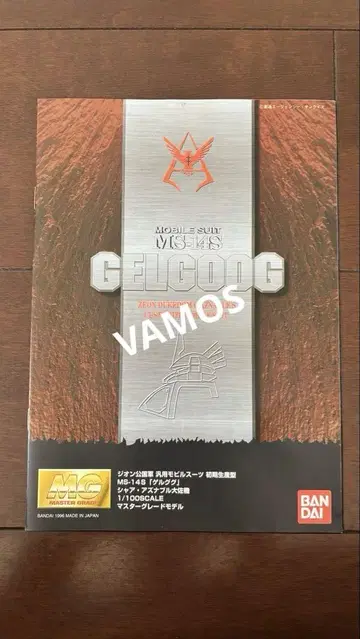 MOBILE SUIT
MS-14S
GELGOOG
VAMOS
MG
MASTER GRADE
BANDAI 1996 MADE IN JAPAN
ジオン公国軍 汎用モビルスーツ 初期生産型
MS-14S「ゲルググ」
シャア・アズナブル大佐機
1/100SCALE
マスターグレードモデル
BAN
DAI